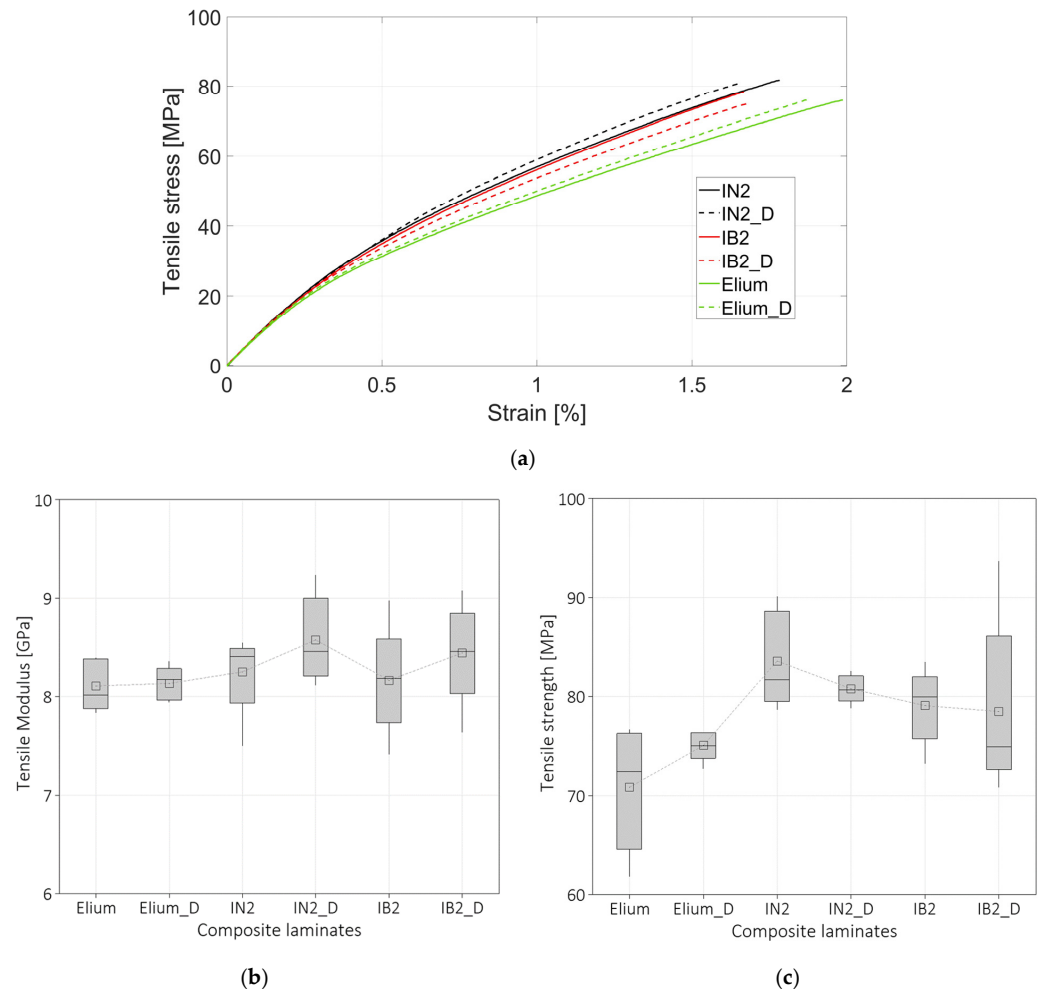 100
80
60
40
20
0
Tensile stress [MPa]
0
0.5
1
1.5
2
Strain [%]
IN2
IN2_D
IB2
IB2_D
Elium
Elium_D
(a)
10
9
8
7
6
Tensile Modulus [GPa]
Elium
Elium_D
IN2
IN2_D
IB2
IB2_D
Composite laminates
(b)
100
90
80
70
60
Tensile strength [MPa]
Elium
Elium_D
IN2
IN2_D
IB2
IB2_D
Composite laminates
(c)